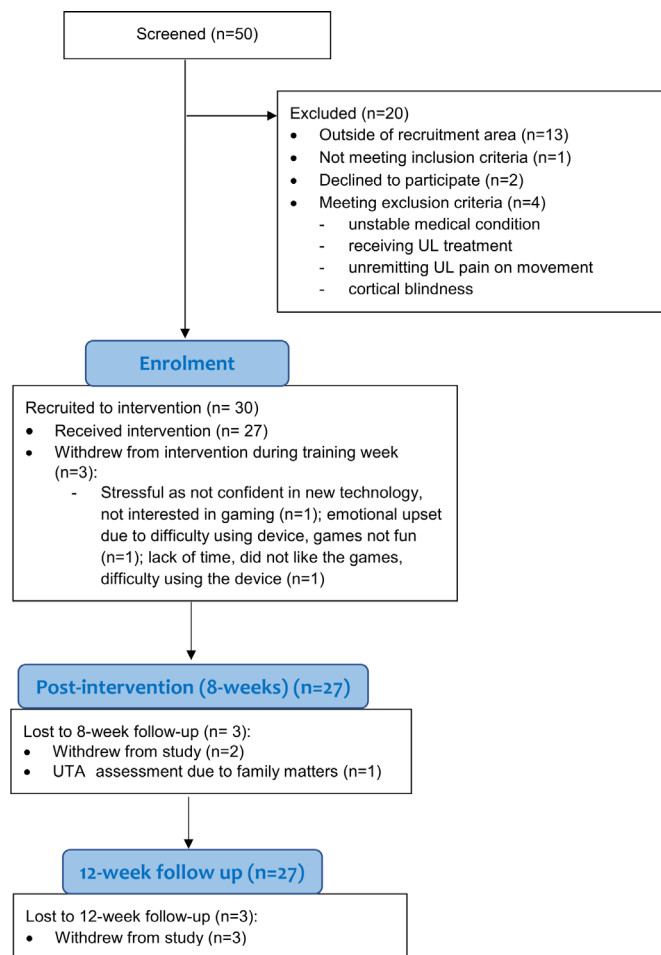 Screened (n=50)
Excluded (n=20)
• Outside of recruitment area (n=13)
• Not meeting inclusion criteria (n=1)
• Declined to participate (n=2)
• Meeting exclusion criteria (n=4)
- unstable medical condition
- receiving UL treatment
- unremitting UL pain on movement
- cortical blindness
Enrolment
Recruited to intervention (n= 30)
• Received intervention (n= 27)
• Withdrew from intervention during training week
(n=3):
- Stressful as not confident in new technology,
not interested in gaming (n=1); emotional upset
due to difficulty using device, games not fun
(n=1); lack of time, did not like the games,
difficulty using the device (n=1)
Post-intervention (8-weeks) (n=27)
Lost to 8-week follow-up (n= 3):
• Withdrew from study (n=2)
• UTA assessment due to family matters (n=1)
12-week follow up (n=27)
Lost to 12-week follow-up (n=3):
• Withdrew from study (n=3)